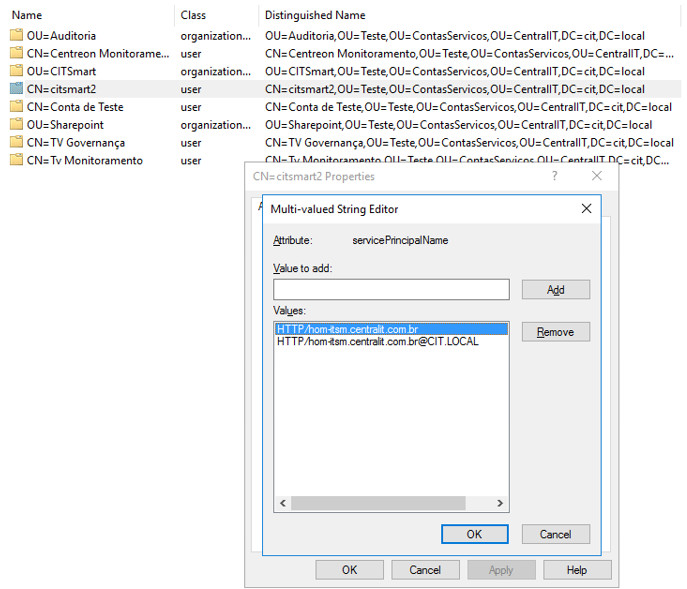 Name Class Distinguished Name
OU=Auditoria organization... OU=Auditoria,OU=Teste,OU=ContasServicos,OU=CentralIT,DC=cit,DC=local
CN=Centreon Monitorame... user CN=Centreon Monitoramento,OU=Teste,OU=ContasServicos,OU=CentralIT,DC=...
OU=CITSmart organization... OU=CITSmart,OU=Teste,OU=ContasServicos,OU=CentralIT,DC=cit,DC=local
CN=citsmart2 user CN=citsmart2,OU=Teste,OU=ContasServicos,OU=CentralIT,DC=cit,DC=local
CN=Conta de Teste user CN=Conta de Teste,OU=Teste,OU=ContasServicos,OU=CentralIT,DC=cit,DC=local
OU=Sharepoint organization... OU=Sharepoint,OU=Teste,OU=ContasServicos,OU=CentralIT,DC=cit,DC=local
CN=TV Governança user CN=TV Governança,OU=Teste,OU=ContasServicos,OU=CentralIT,DC=cit,DC=local
CN=Tv Monitoramento user CN=Tv Monitoramento,OU=Teste,OU=ContasServicos,OU=CentralIT,DC=cit,DC...
CN=citsmart2 Properties ?
Multi-valued String Editor
Attribute: servicePrincipalName
Value to add:
Add
Values:
HTTP/hom-itsm.centralit.com.br
Remove
HTTP/hom-itsm.centralit.com.br@CIT.LOCAL
OK Cancel
OK Cancel Apply Help